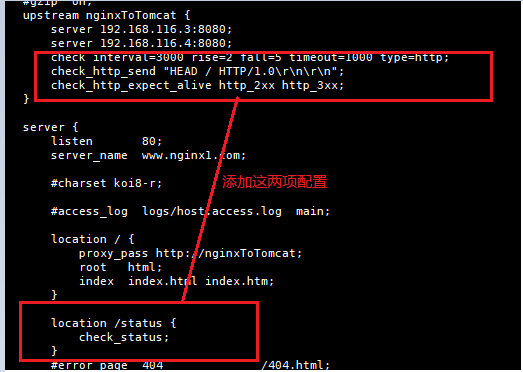 #gzip  on;
upstream nginxToTomcat {
    server 192.168.116.3:8080;
    server 192.168.116.4:8080;
    check interval=3000 rise=2 fall=5 timeout=1000 type=http;
    check_http_send "HEAD / HTTP/1.0\r\n\r\n";
    check_http_expect_alive http_2xx http_3xx;
}
server {
    listen       80;
    server_name  www.nginx1.com;
    #charset koi8-r;
添加这两项配置
    #access_log  logs/host.access.log  main;
    location / {
        proxy_pass http://nginxToTomcat;
        root   html;
        index  index.html index.htm;
    }
    location /status {
        check_status;
    }
    #error_page  404              /404.html;